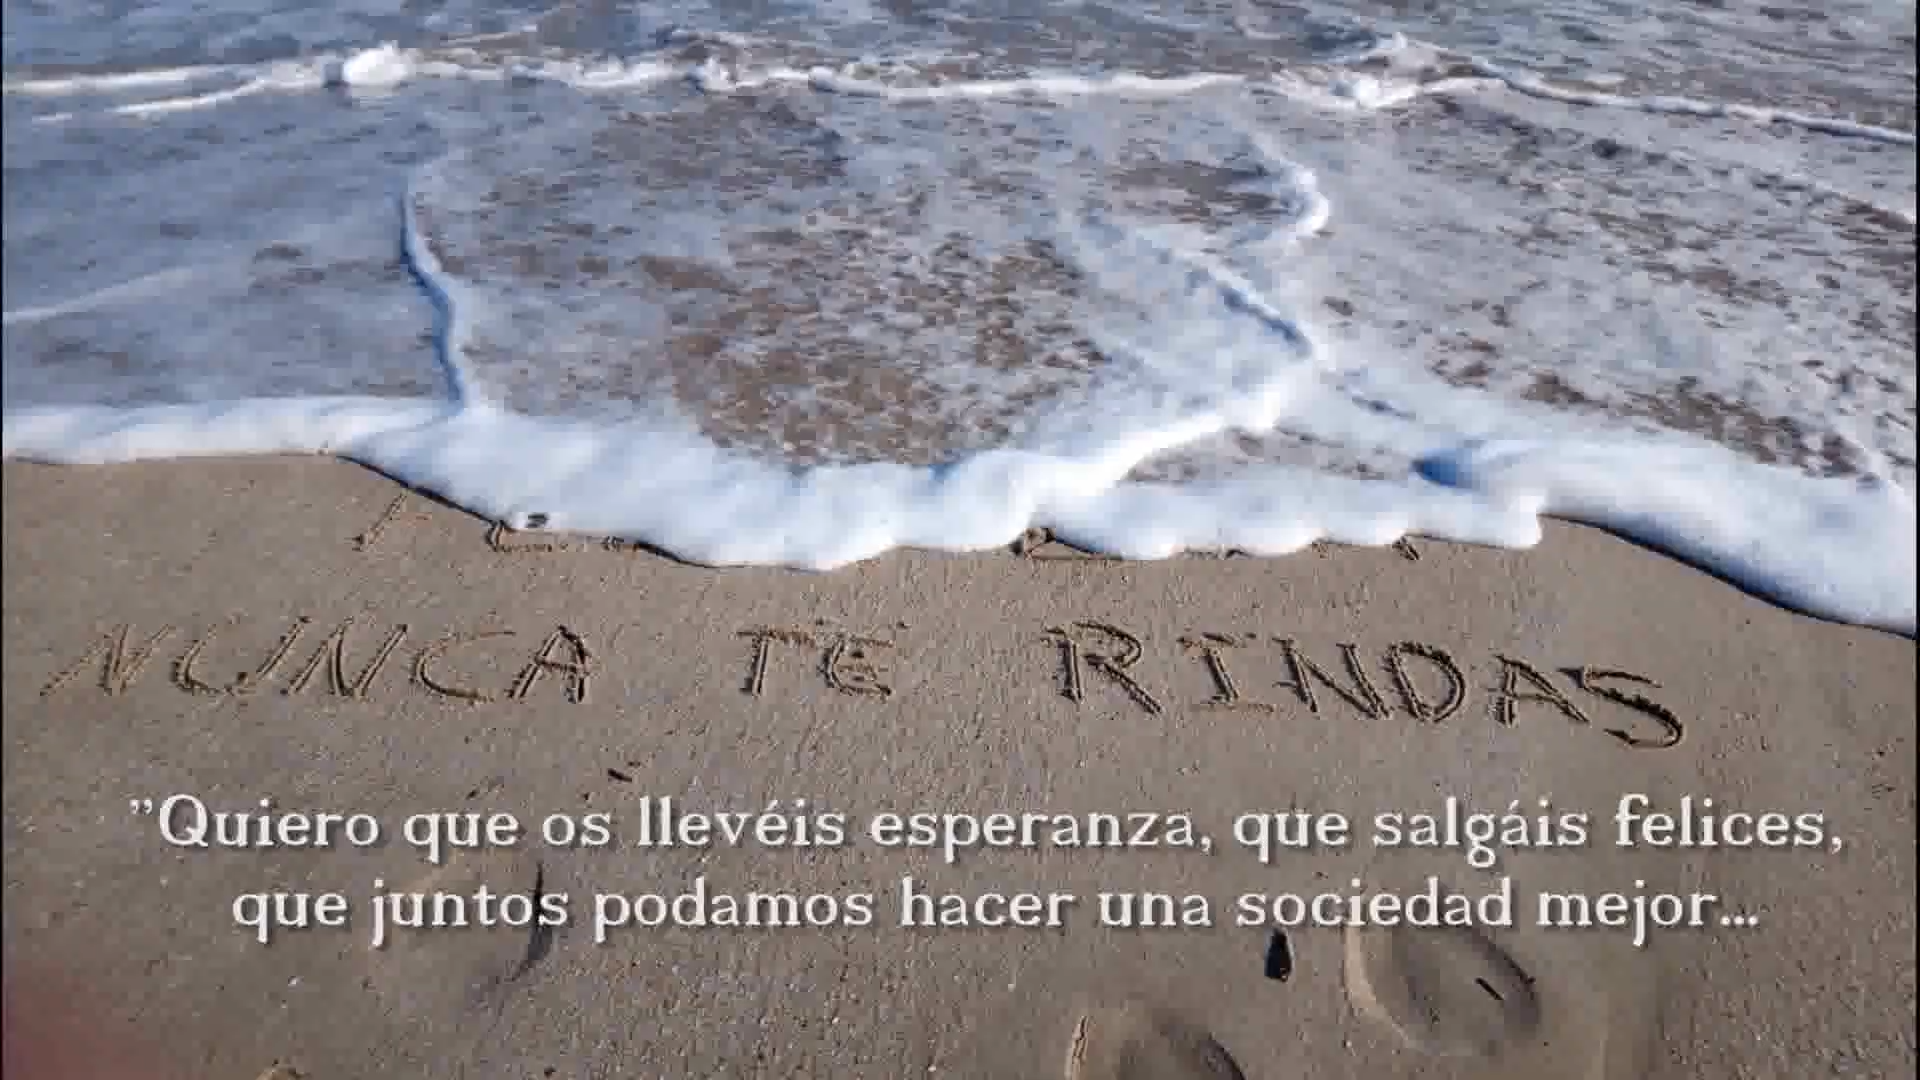 NUNCA TE RINDAS
"Quiero que os llevéis esperanza, que salgáis felices,
que juntos podamos hacer una sociedad mejor...